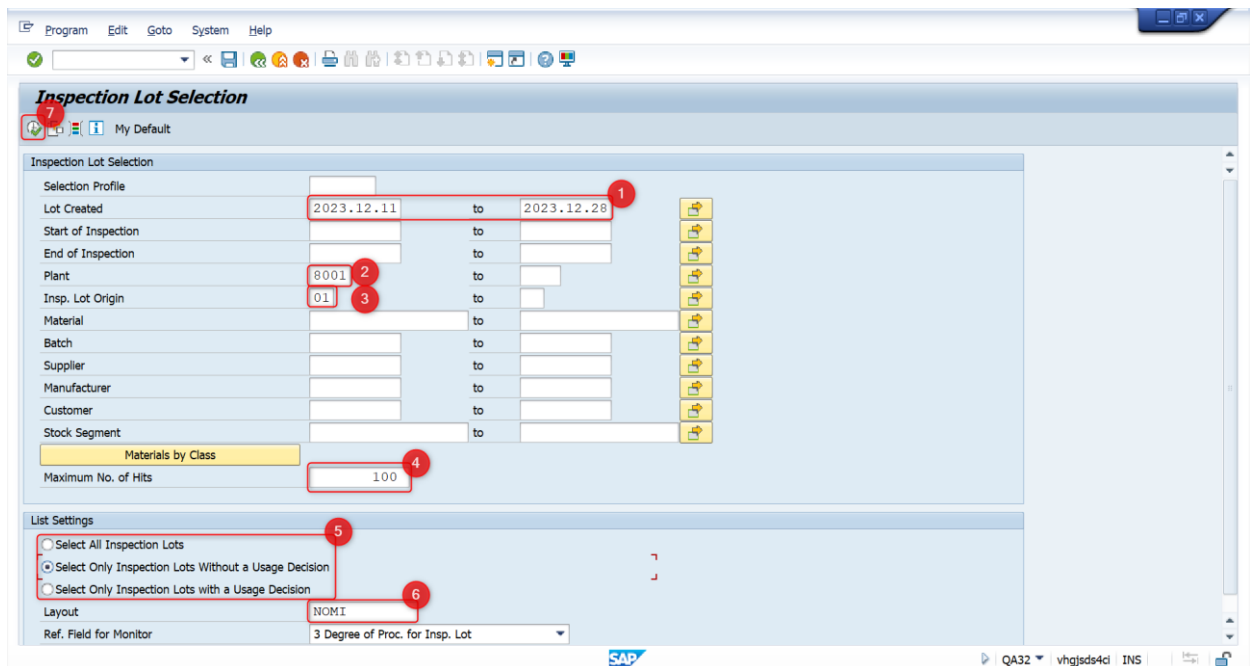 Program Edit Goto System Help
Inspection Lot Selection
7
My Default
Inspection Lot Selection
Selection Profile
1
Lot Created 2023.12.11 to 2023.12.28
Start of Inspection to
End of Inspection to
Plant 8001 2 to
Insp. Lot Origin 01 3 to
Material to
Batch to
Supplier to
Manufacturer to
Customer to
Stock Segment to
Materials by Class
4
Maximum No. of Hits 100
List Settings
5
Select All Inspection Lots
Select Only Inspection Lots Without a Usage Decision
Select Only Inspection Lots with a Usage Decision
6
Layout NOMI
Ref. Field for Monitor 3 Degree of Proc. for Insp. Lot
SAP QA32 vhgjsds4ci INS